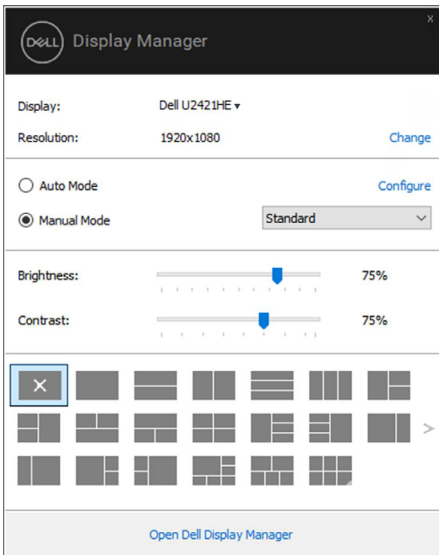 x
DELL Display Manager
Display: Dell U2421HE
Resolution: 1920x1080 Change
Auto Mode Configure
Manual Mode Standard
Brightness: 75%
Contrast: 75%
Open Dell Display Manager